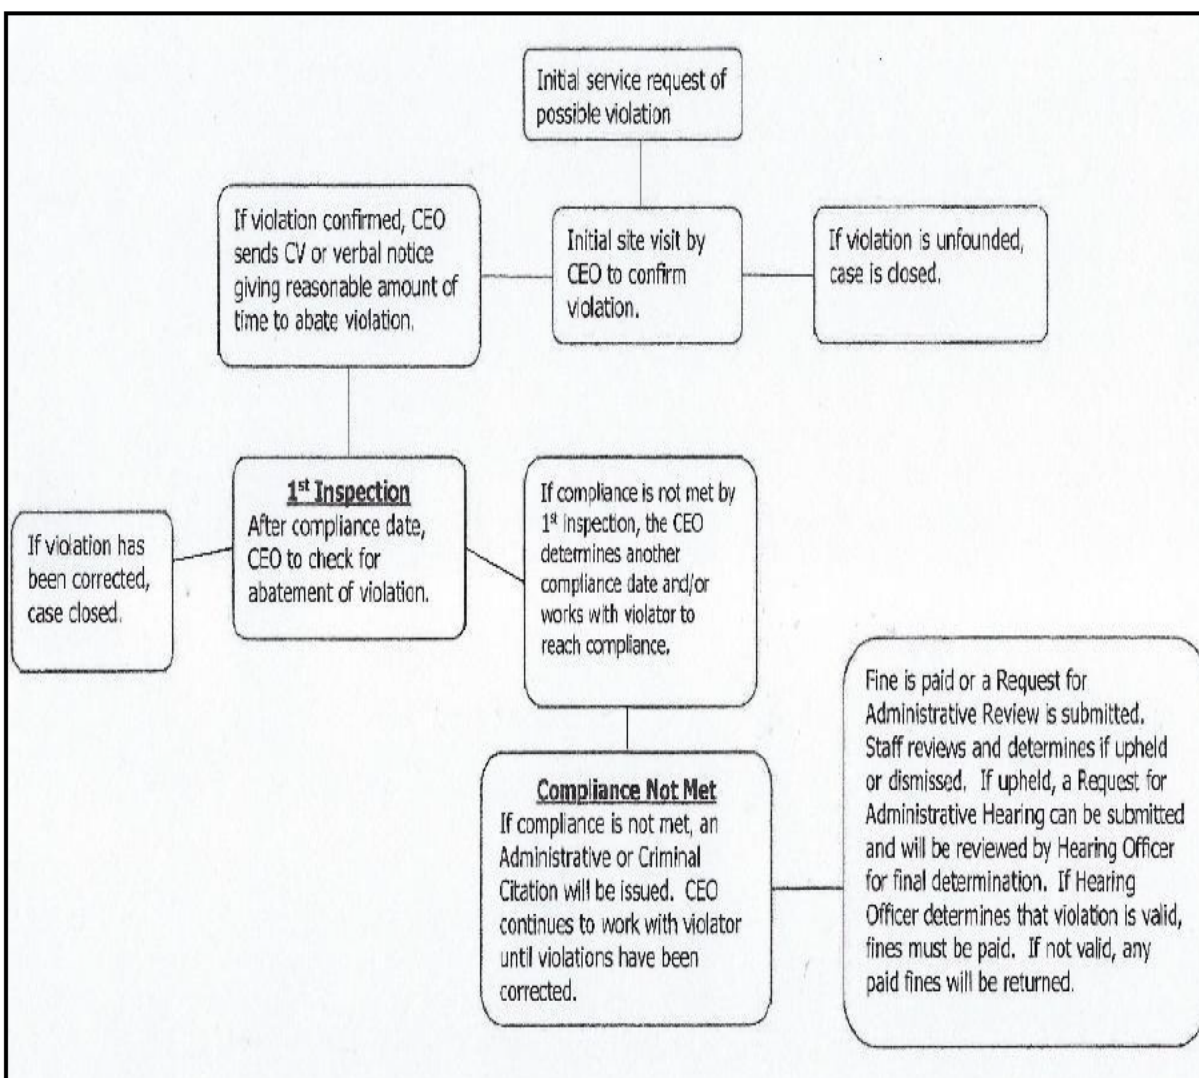 Initial service request of
possible violation
If violation confirmed, CEO
sends CV or verbal notice
giving reasonable amount of
time to abate violation.
Initial site visit by
CEO to confirm
violation.
If violation is unfounded,
case is closed.
If violation has
been corrected,
case closed.
1st Inspection
After compliance date,
CEO to check for
abatement of violation.
If compliance is not met by
1st inspection, the CEO
determines another
compliance date and/or
works with violator to
reach compliance.
Compliance Not Met
If compliance is not met, an
Administrative or Criminal
Citation will be issued. CEO
continues to work with violator
until violations have been
corrected.
Fine is paid or a Request for
Administrative Review is submitted.
Staff reviews and determines if upheld
or dismissed. If upheld, a Request for
Administrative Hearing can be submitted
and will be reviewed by Hearing Officer
for final determination. If Hearing
Officer determines that violation is valid,
fines must be paid. If not valid, any
paid fines will be returned.